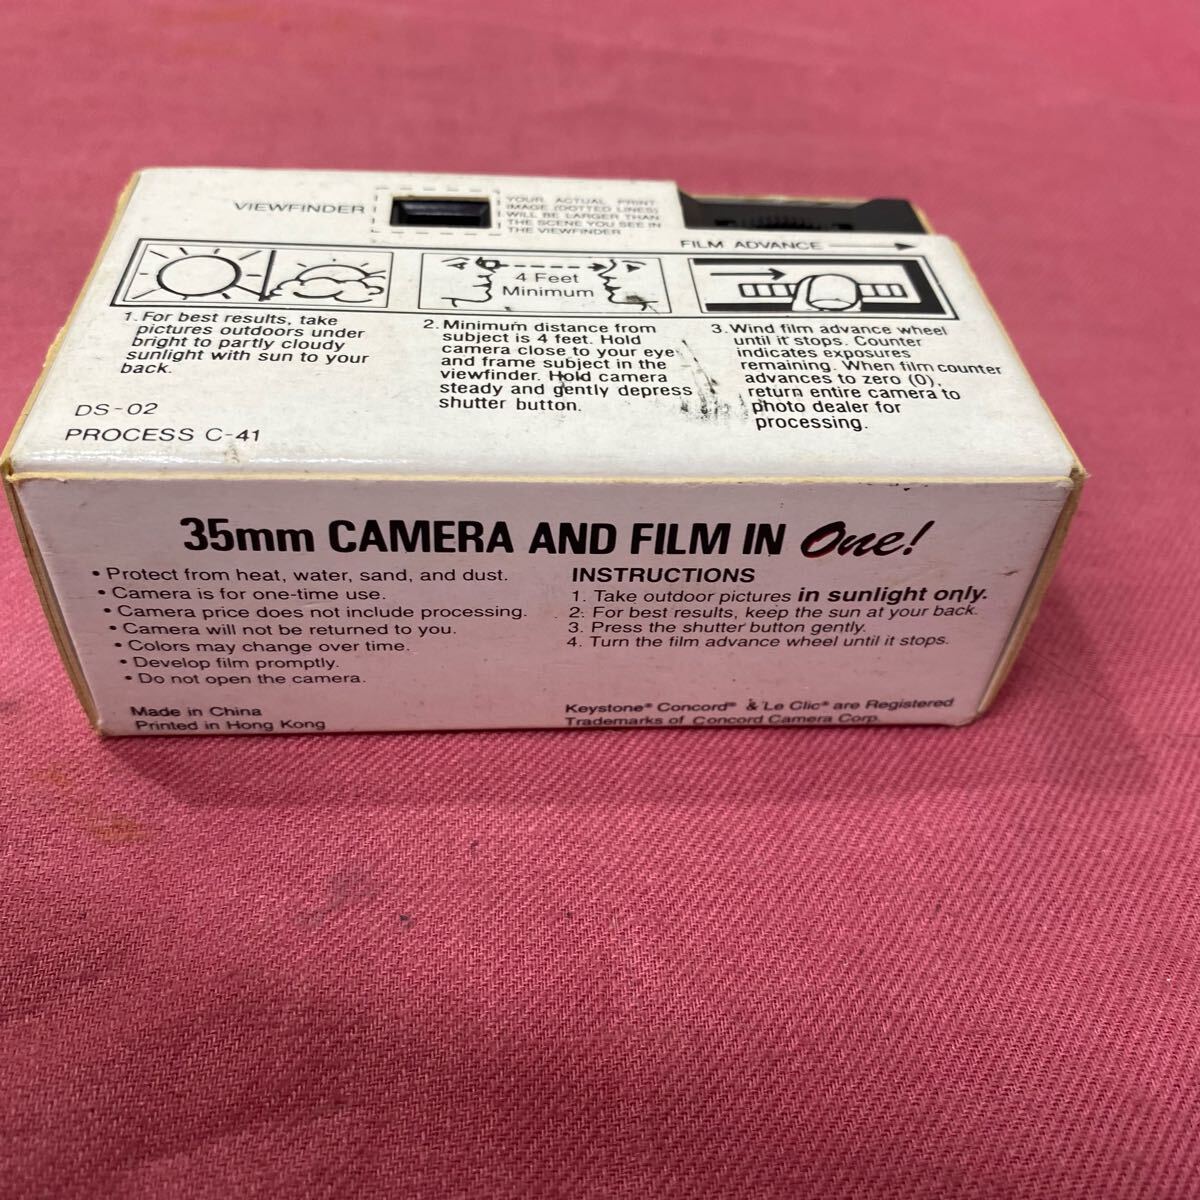 VIEWFINDER
YOUR ACTUAL PRINT
IMAGE (DOTTED LINES)
WILL BE LARGER THAN
THE SCENE YOU SEE IN
THE VIEWFINDER
FILM ADVANCE
4 Feet
Minimum
1. For best results, take
pictures outdoors under
bright to partly cloudy
sunlight with sun to your
back.
2. Minimum distance from
subject is 4 feet. Hold
camera close to your eye
and frame subject in the
viewfinder. Hold camera
steady and gently depress
shutter button.
3. Wind film advance wheel
until it stops. Counter
indicates exposures
remaining. When film counter
advances to zero (0),
return entire camera to
photo dealer for
processing.
DS-02
PROCESS C-41
35mm CAMERA AND FILM IN One!
• Protect from heat, water, sand, and dust.
• Camera is for one-time use.
• Camera price does not include processing.
• Camera will not be returned to you.
• Colors may change over time.
• Develop film promptly.
• Do not open the camera.
Made in China
Printed in Hong Kong
INSTRUCTIONS
1. Take outdoor pictures in sunlight only.
2. For best results, keep the sun at your back.
3. Press the shutter button gently.
4. Turn the film advance wheel until it stops.
Keystone® Concord® & Le Clic® are Registered
Trademarks of Concord Camera Corp.